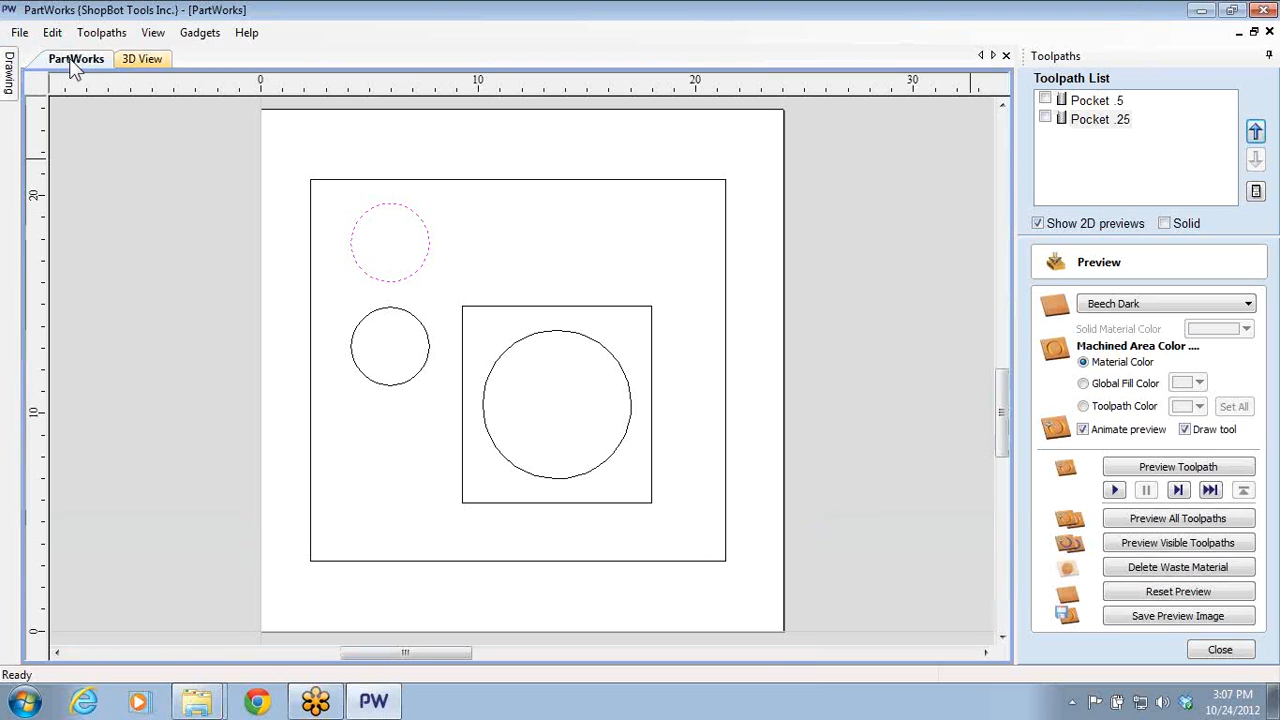 PartWorks {ShopBot Tools Inc.} - [PartWorks]
File Edit Toolpaths View Gadgets Help
PartWorks 3D View
Drawing
0 10 20 30
20
10
0
Toolpaths
Toolpath List
Pocket .5
Pocket .25
Show 2D previews Solid
Preview
Beech Dark
Solid Material Color
Machined Area Color ....
Material Color
Global Fill Color
Toolpath Color Set All
Animate preview Draw tool
Preview Toolpath
Preview All Toolpaths
Preview Visible Toolpaths
Delete Waste Material
Reset Preview
Save Preview Image
Close
Ready
PW
3:07 PM
10/24/2012